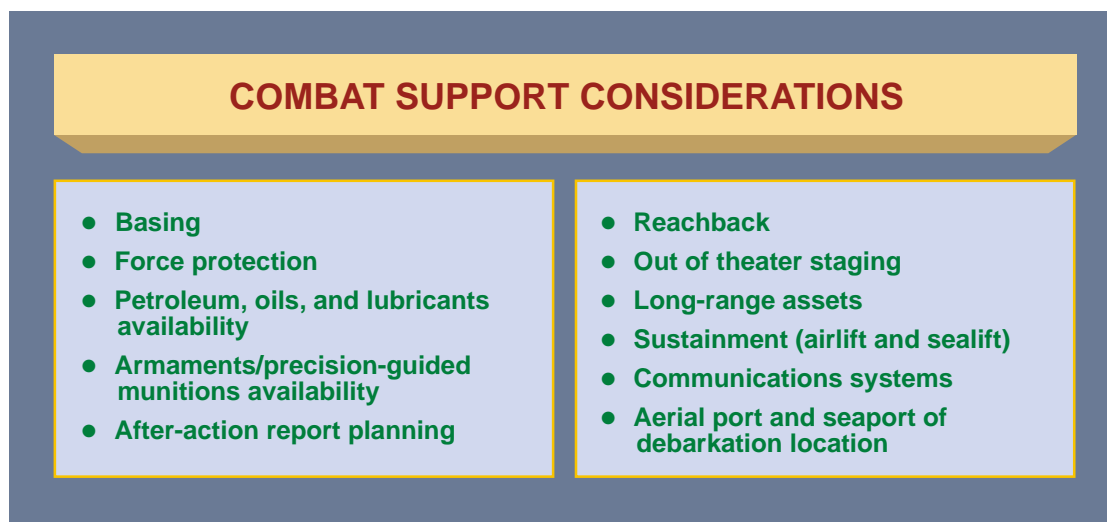 COMBAT SUPPORT CONSIDERATIONS
● Basing
● Force protection
● Petroleum, oils, and lubricants
availability
● Armaments/precision-guided
munitions availability
● After-action report planning
● Reachback
● Out of theater staging
● Long-range assets
● Sustainment (airlift and sealift)
● Communications systems
● Aerial port and seaport of
debarkation location